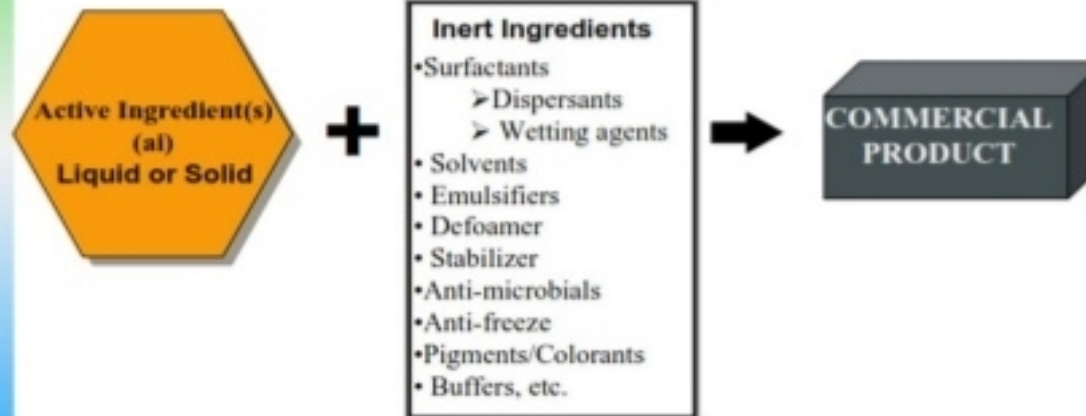 Active Ingredient(s)
(ai)
Liquid or Solid
+
Inert Ingredients
•Surfactants
➢Dispersants
➢ Wetting agents
• Solvents
• Emulsifiers
• Defoamer
• Stabilizer
•Anti-microbials
•Anti-freeze
•Pigments/Colorants
• Buffers, etc.
COMMERCIAL
PRODUCT